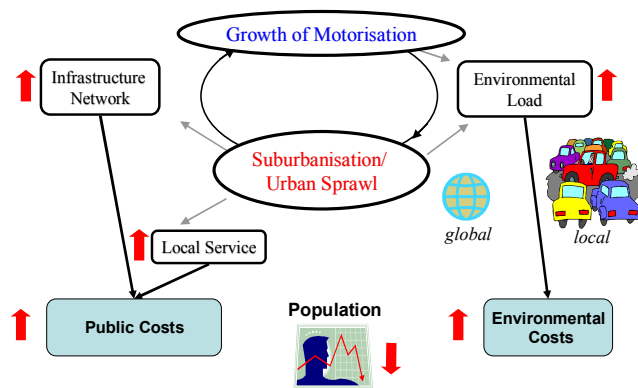 Growth of Motorisation
Infrastructure
Network
Environmental
Load
Suburbanisation/
Urban Sprawl
global
local
Local Service
Population
Public Costs
Environmental
Costs